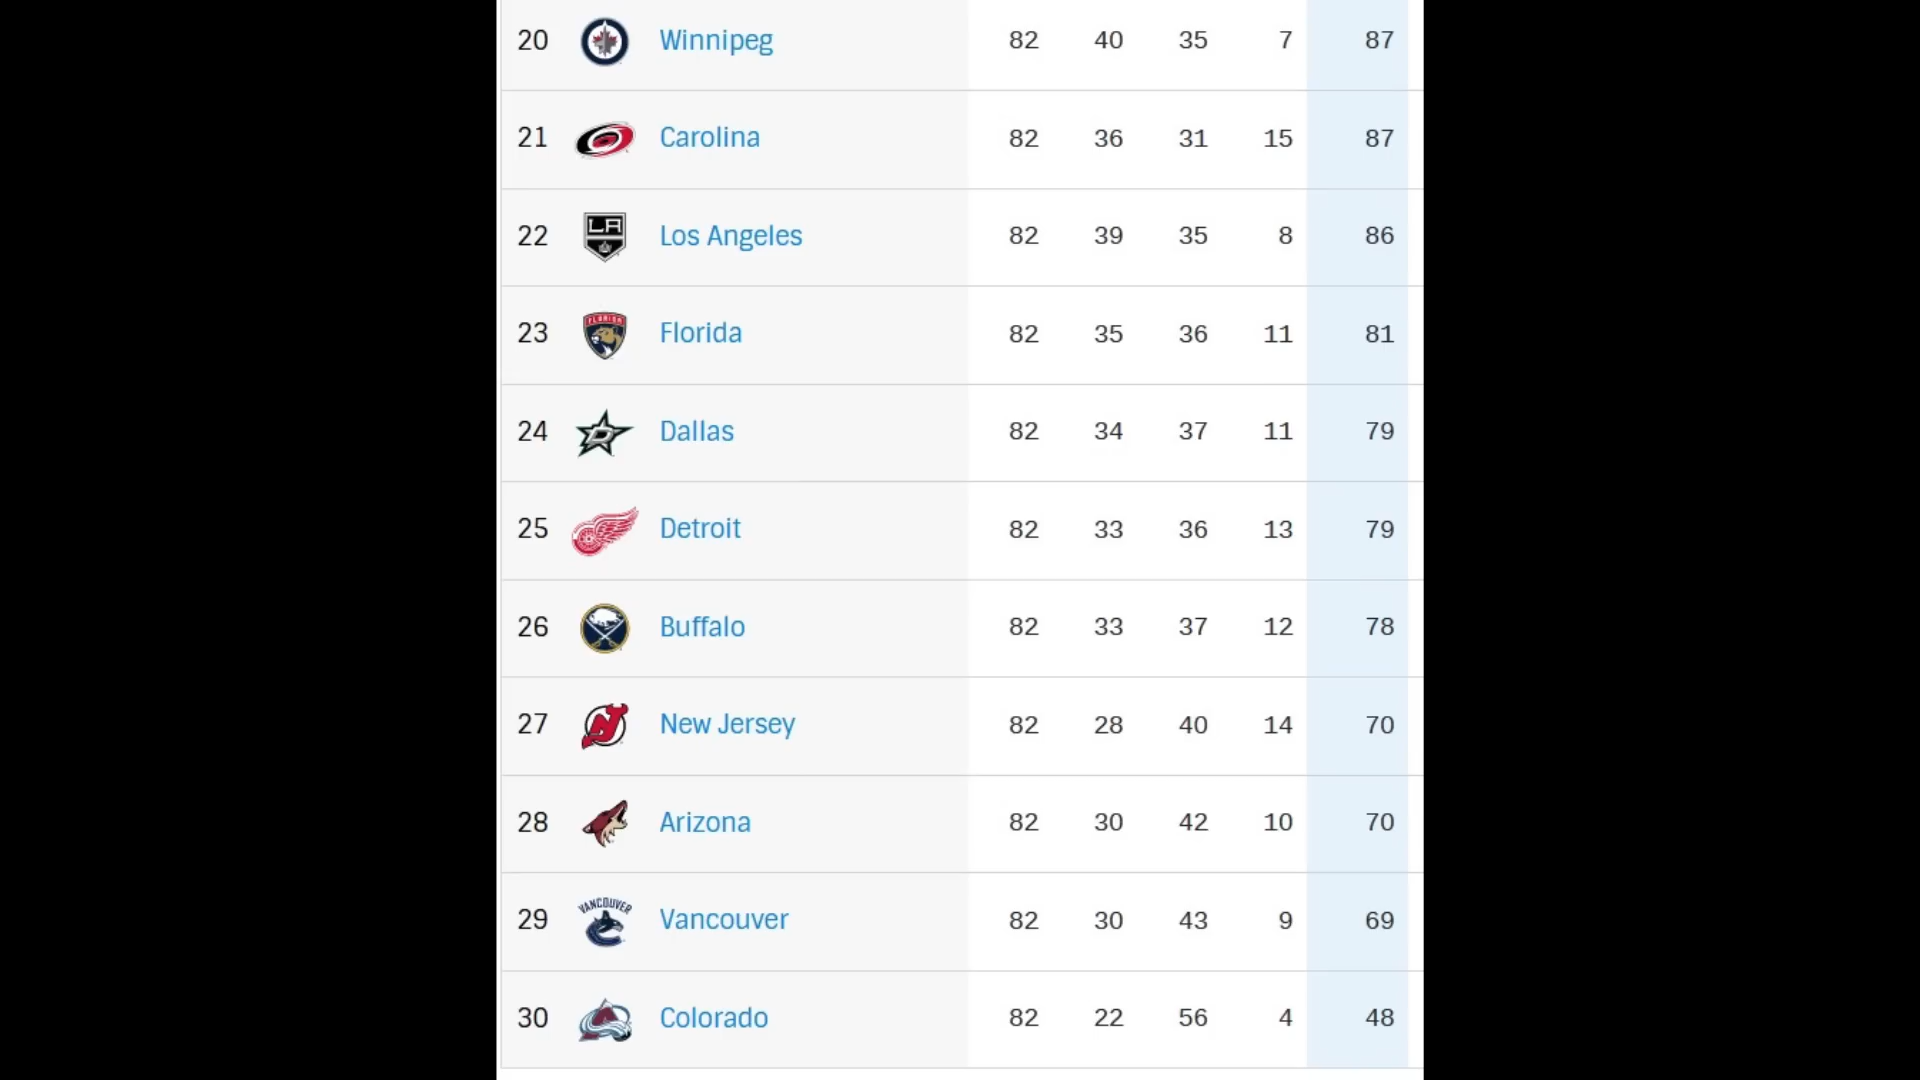 20 Winnipeg 82 40 35 7 87
21 Carolina 82 36 31 15 87
22 LA Los Angeles 82 39 35 8 86
23 FLORIDA Florida 82 35 36 11 81
24 D Dallas 82 34 37 11 79
25 Detroit 82 33 36 13 79
26 Buffalo 82 33 37 12 78
27 NJ New Jersey 82 28 40 14 70
28 Arizona 82 30 42 10 70
29 VANCOUVER Vancouver 82 30 43 9 69
30 A Colorado 82 22 56 4 48